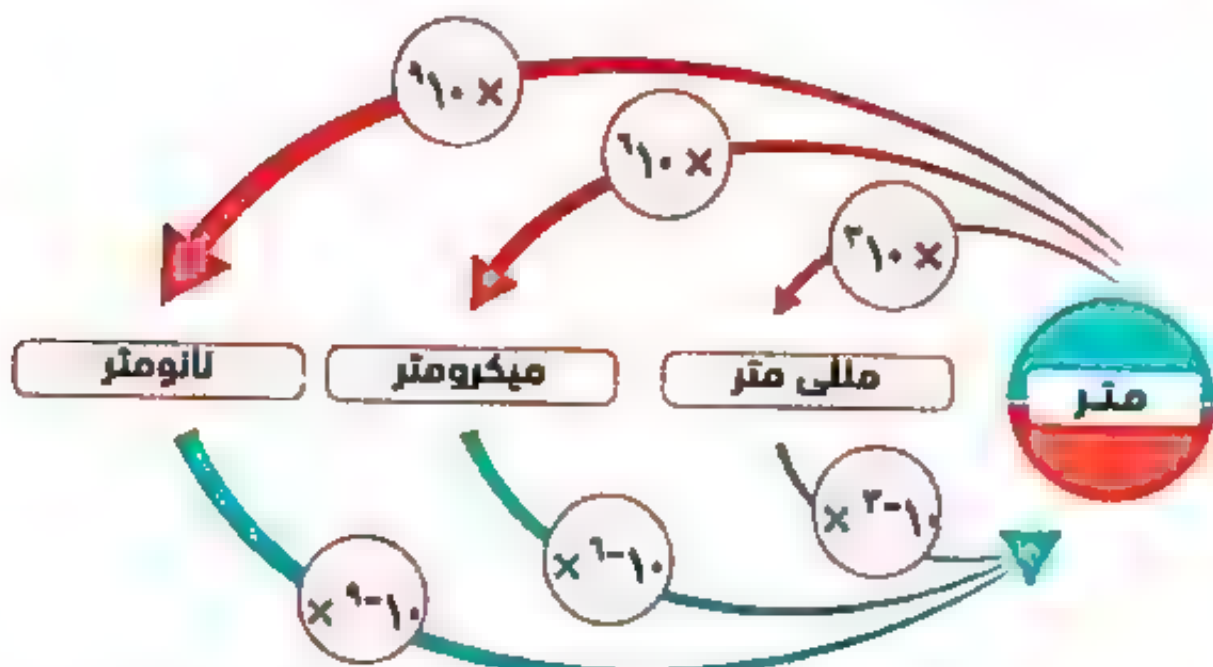 × ١٠⁹
× ١٠⁶
× ١٠³
متر
مللى متر
ميكرومتر
نانومتر
× ١٠⁻³
× ١٠⁻⁶
× ١٠⁻⁹